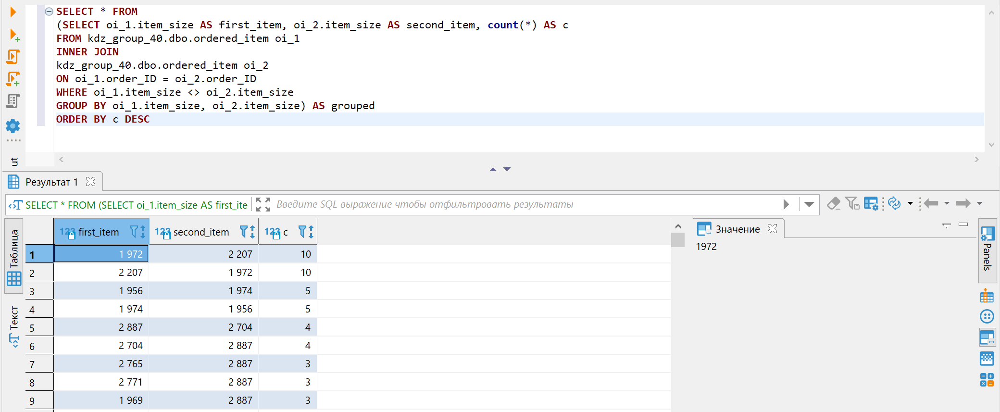 SELECT * FROM
(SELECT oi_1.item_size AS first_item, oi_2.item_size AS second_item, count(*) AS c
FROM kdz_group_40.dbo.ordered_item oi_1
INNER JOIN
kdz_group_40.dbo.ordered_item oi_2
ON oi_1.order_ID = oi_2.order_ID
WHERE oi_1.item_size <> oi_2.item_size
GROUP BY oi_1.item_size, oi_2.item_size) AS grouped
ORDER BY c DESC
ut
Результат 1
SELECT * FROM (SELECT oi_1.item_size AS first_ite Введите SQL выражение чтобы отфильтровать результаты
Таблица
Текст
123 first_item 123 second_item 123 c
1 1 972 2 207 10
2 2 207 1 972 10
3 1 956 1 974 5
4 1 974 1 956 5
5 2 887 2 704 4
6 2 704 2 887 4
7 2 765 2 887 3
8 2 771 2 887 3
9 1 969 2 887 3
Значение
1972
Panels